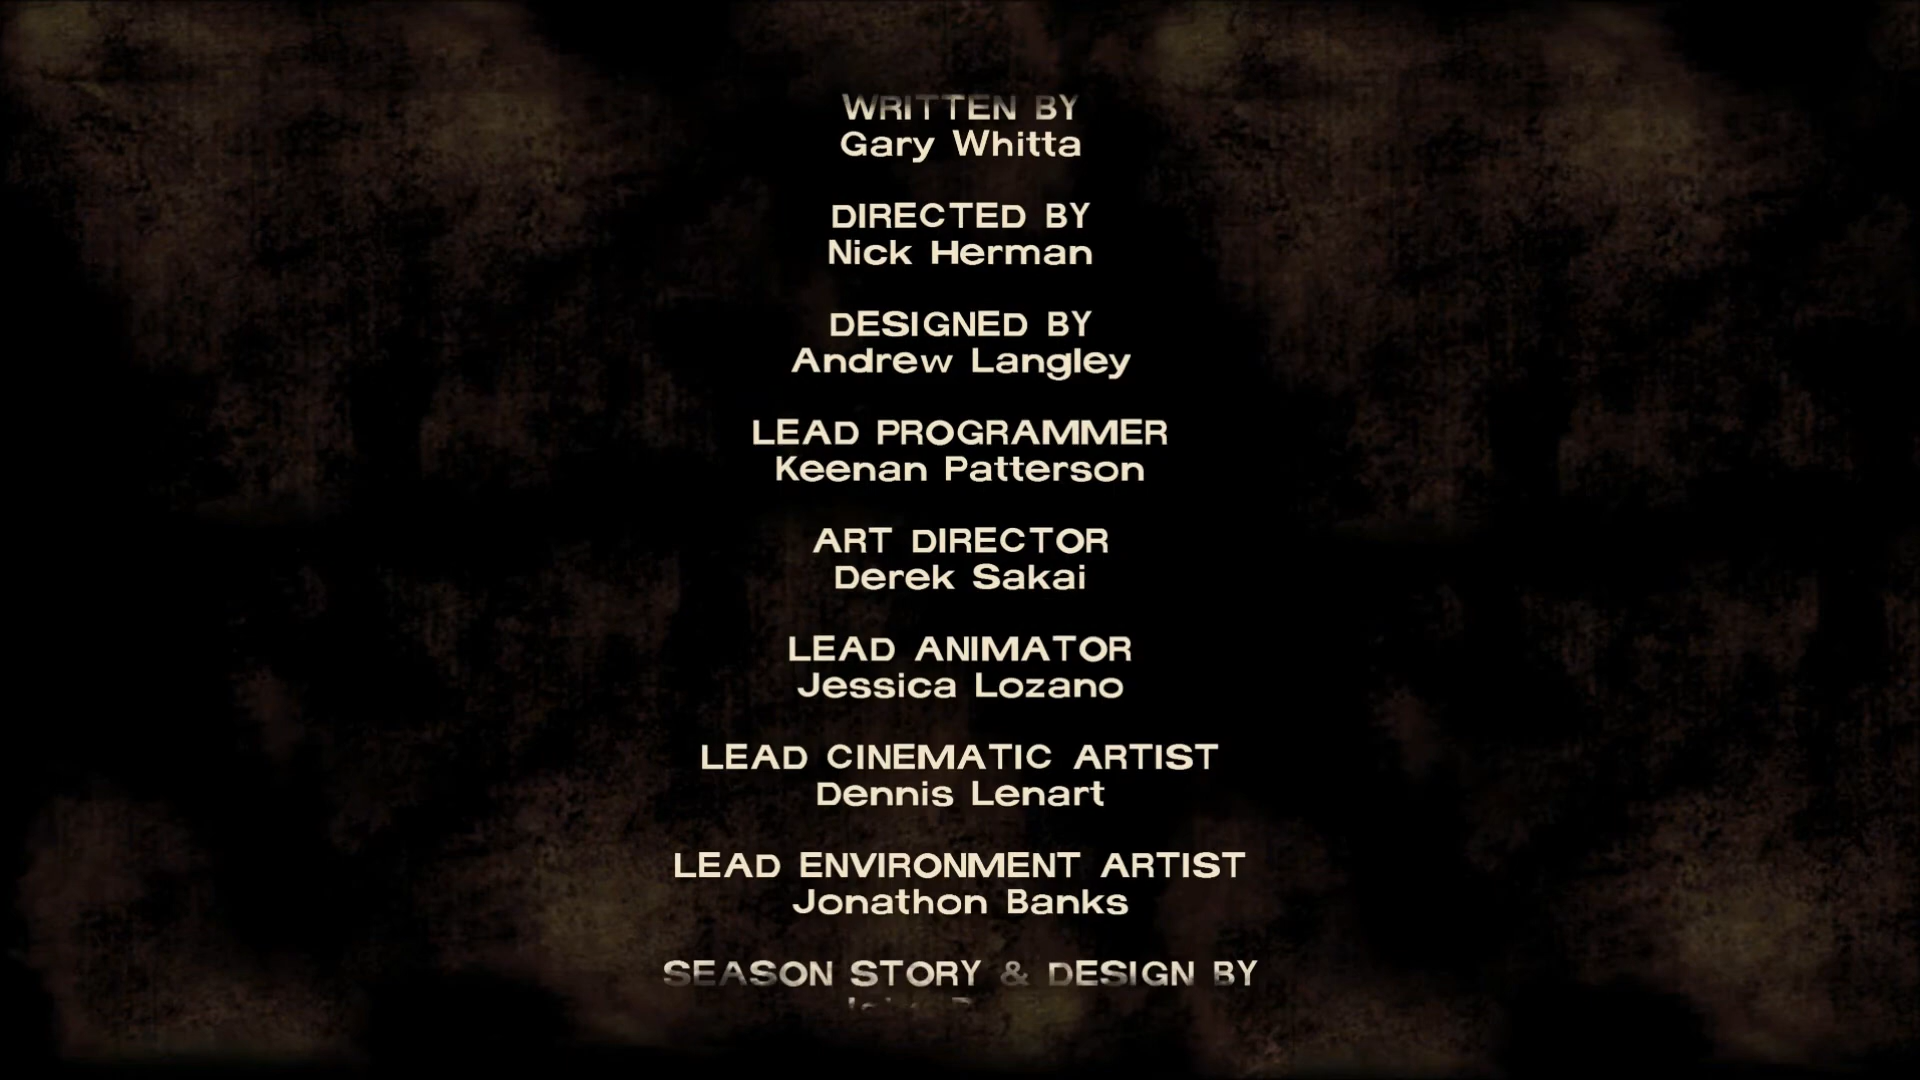 WRITTEN BY
Gary Whitta
DIRECTED BY
Nick Herman
DESIGNED BY
Andrew Langley
LEAD PROGRAMMER
Keenan Patterson
ART DIRECTOR
Derek Sakai
LEAD ANIMATOR
Jessica Lozano
LEAD CINEMATIC ARTIST
Dennis Lenart
LEAD ENVIRONMENT ARTIST
Jonathon Banks
SEASON STORY & DESIGN BY